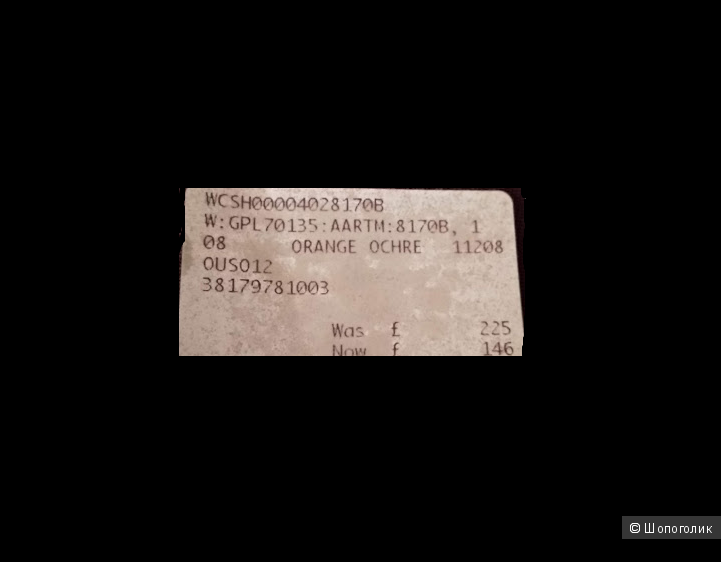 WCSH00004028170B
W:GPL70135:AARTM:8170B, 1
08 ORANGE OCHRE 11208
OUS012
38179781003
Was £ 225
Now £ 146
© Шопоголик